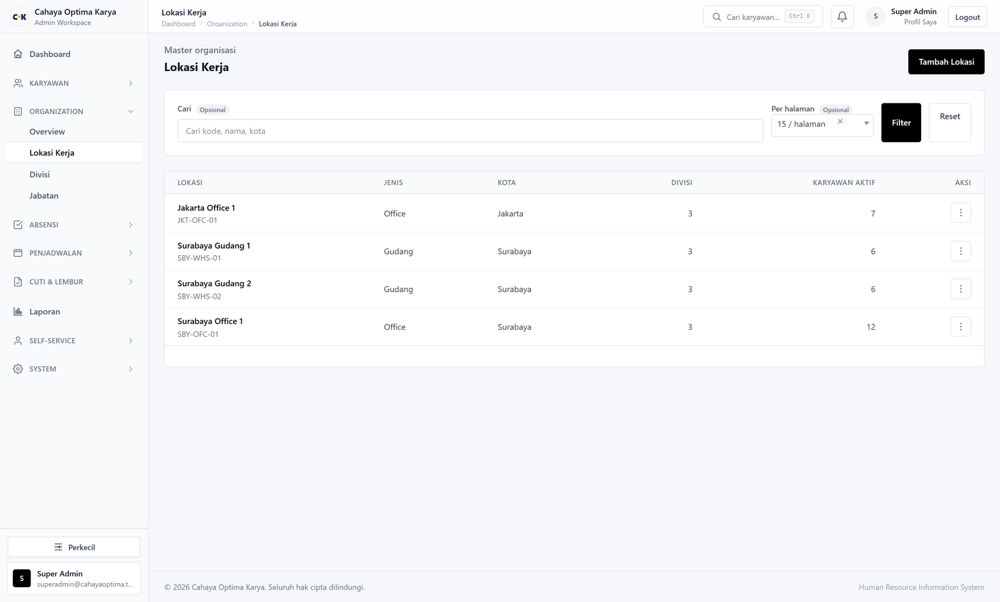 C•K
Cahaya Optima Karya
Admin Workspace
Dashboard
KARYAWAN
ORGANIZATION
Overview
Lokasi Kerja
Divisi
Jabatan
ABSENSI
PENJADWALAN
CUTI & LEMBUR
Laporan
SELF-SERVICE
SYSTEM
Perkecil
S
Super Admin
superadmin@cahayaoptima.t...
Lokasi Kerja
Dashboard > Organization > Lokasi Kerja
Cari karyawan... Ctrl K
S
Super Admin
Profil Saya
Logout
Master organisasi
Lokasi Kerja
Tambah Lokasi
Cari Opsional
Cari kode, nama, kota
Per halaman Opsional
15 / halaman ×
Filter
Reset
LOKASI JENIS KOTA DIVISI KARYAWAN AKTIF AKSI
Jakarta Office 1
JKT-OFC-01
Office Jakarta 3 7
Surabaya Gudang 1
SBY-WHS-01
Gudang Surabaya 3 6
Surabaya Gudang 2
SBY-WHS-02
Gudang Surabaya 3 6
Surabaya Office 1
SBY-OFC-01
Office Surabaya 3 12
© 2026 Cahaya Optima Karya. Seluruh hak cipta dilindungi.
Human Resource Information System